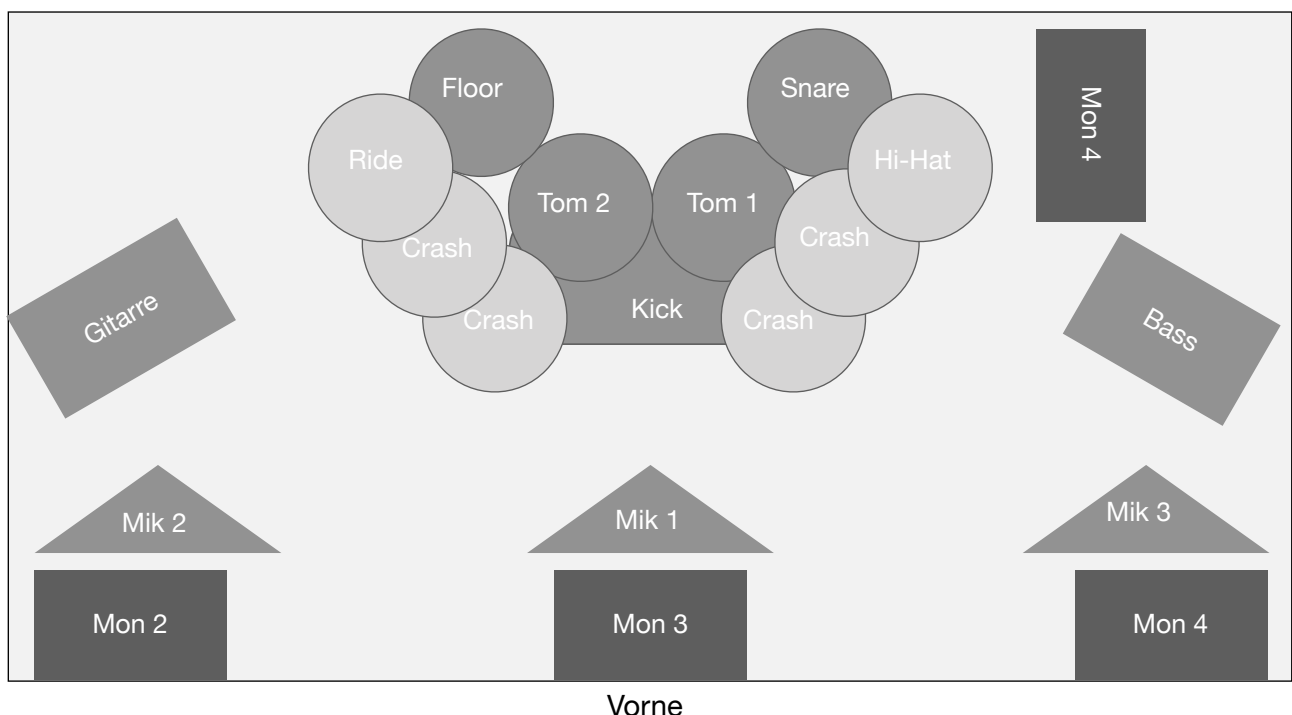 Floor
Snare
Mon 4
Ride
Hi-Hat
Tom 2
Tom 1
Crash
Crash
Gitarre
Crash
Kick
Crash
Bass
Mik 2
Mik 1
Mik 3
Mon 2
Mon 3
Mon 4
Vorne